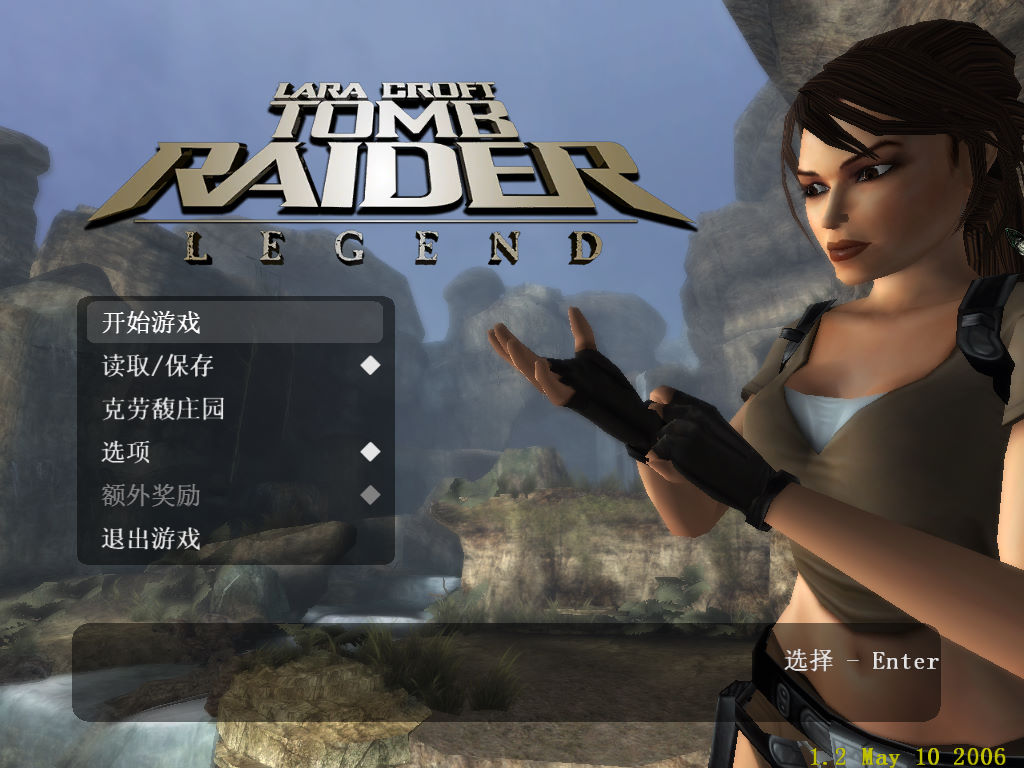 LARA CROFT
TOMB
RAIDER
LEGEND
开始游戏
读取/保存
克劳馥庄园
选项
额外奖励
退出游戏
选择 - Enter
1.2 May 10 2006